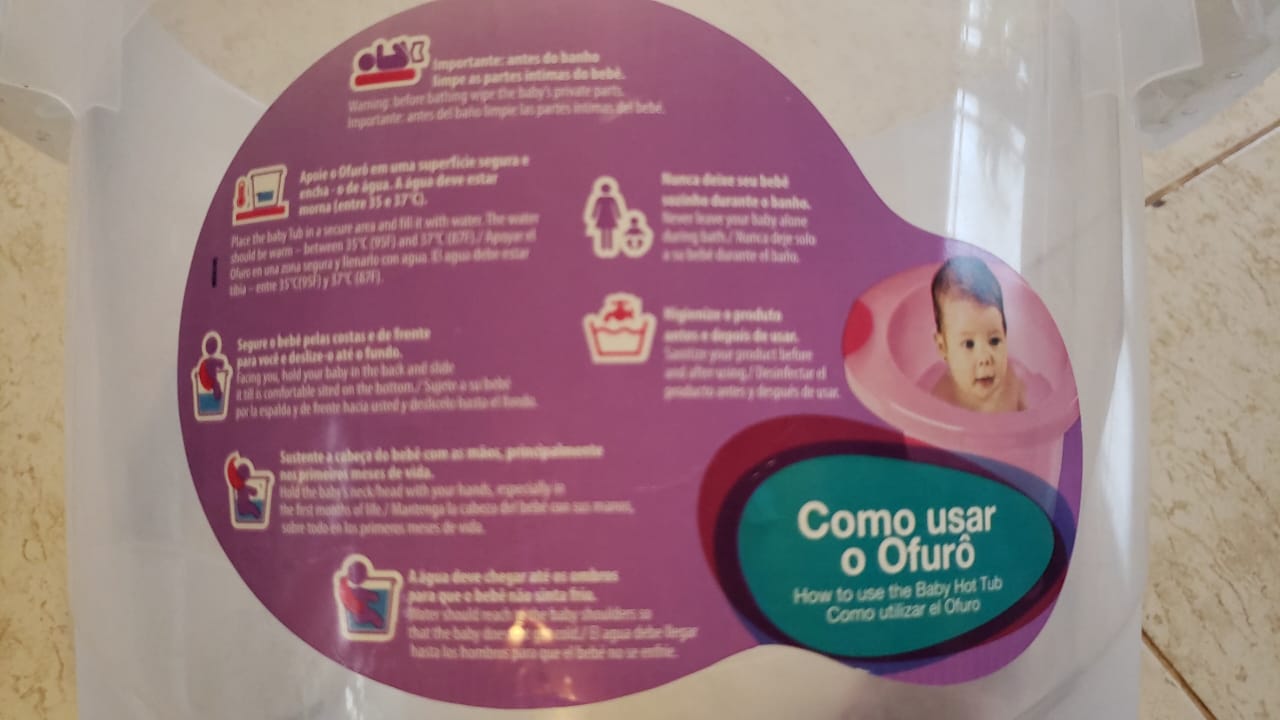 Importante: antes do banho
limpe as partes intimas do bebê.
Warning: before bathing wipe the baby's private parts.
Importante: antes del baño limpie las partes intimas del bebé.
Apoie o Ofurô em uma superfície segura e
encha - o de água. A água deve estar
morna (entre 35 e 37°C).
Place the baby Tub in a secure area and fill it with water. The water
should be warm – between 35°C (95F) and 37°C (87F). / Apoyar el
Ofuro en una zona segura y llenarlo con agua. El agua debe estar
tibia – entre 35°C(95F) y 37°C (87F).
Segure o bebê pelas costas e de frente
para você e deslize-o até o fundo.
Facing you, hold your baby in the back and slide
it till is comfortable sited on the bottom. / Sujete a su bebé
por la espalda y de frente hacia usted y deslícelo hasta el fondo.
Sustente a cabeça do bebê com as mãos, principalmente
nos primeiros meses de vida.
Hold the baby's neck/head with your hands, especially in
the first months of life. / Mantenga la cabeza del bebé con sus manos,
sobre todo en los primeros meses de vida.
A água deve chegar até os ombros
para que o bebê não sinta frio.
Water should reach the baby shoulders so
that the baby / El agua debe llegar
hasta los hombros para que el bebé no se enfríe.
Nunca deixe seu bebê
sozinho durante o banho.
Never leave your baby alone
during bath. / Nunca deje solo
a su bebé durante el baño.
Higienize o produto
antes e depois de usar.
Sanitize your product before
and after using. / Desinfectar el
producto antes y después de usar.
Como usar
o Ofurô
How to use the Baby Hot Tub
Como utilizar el Ofuro